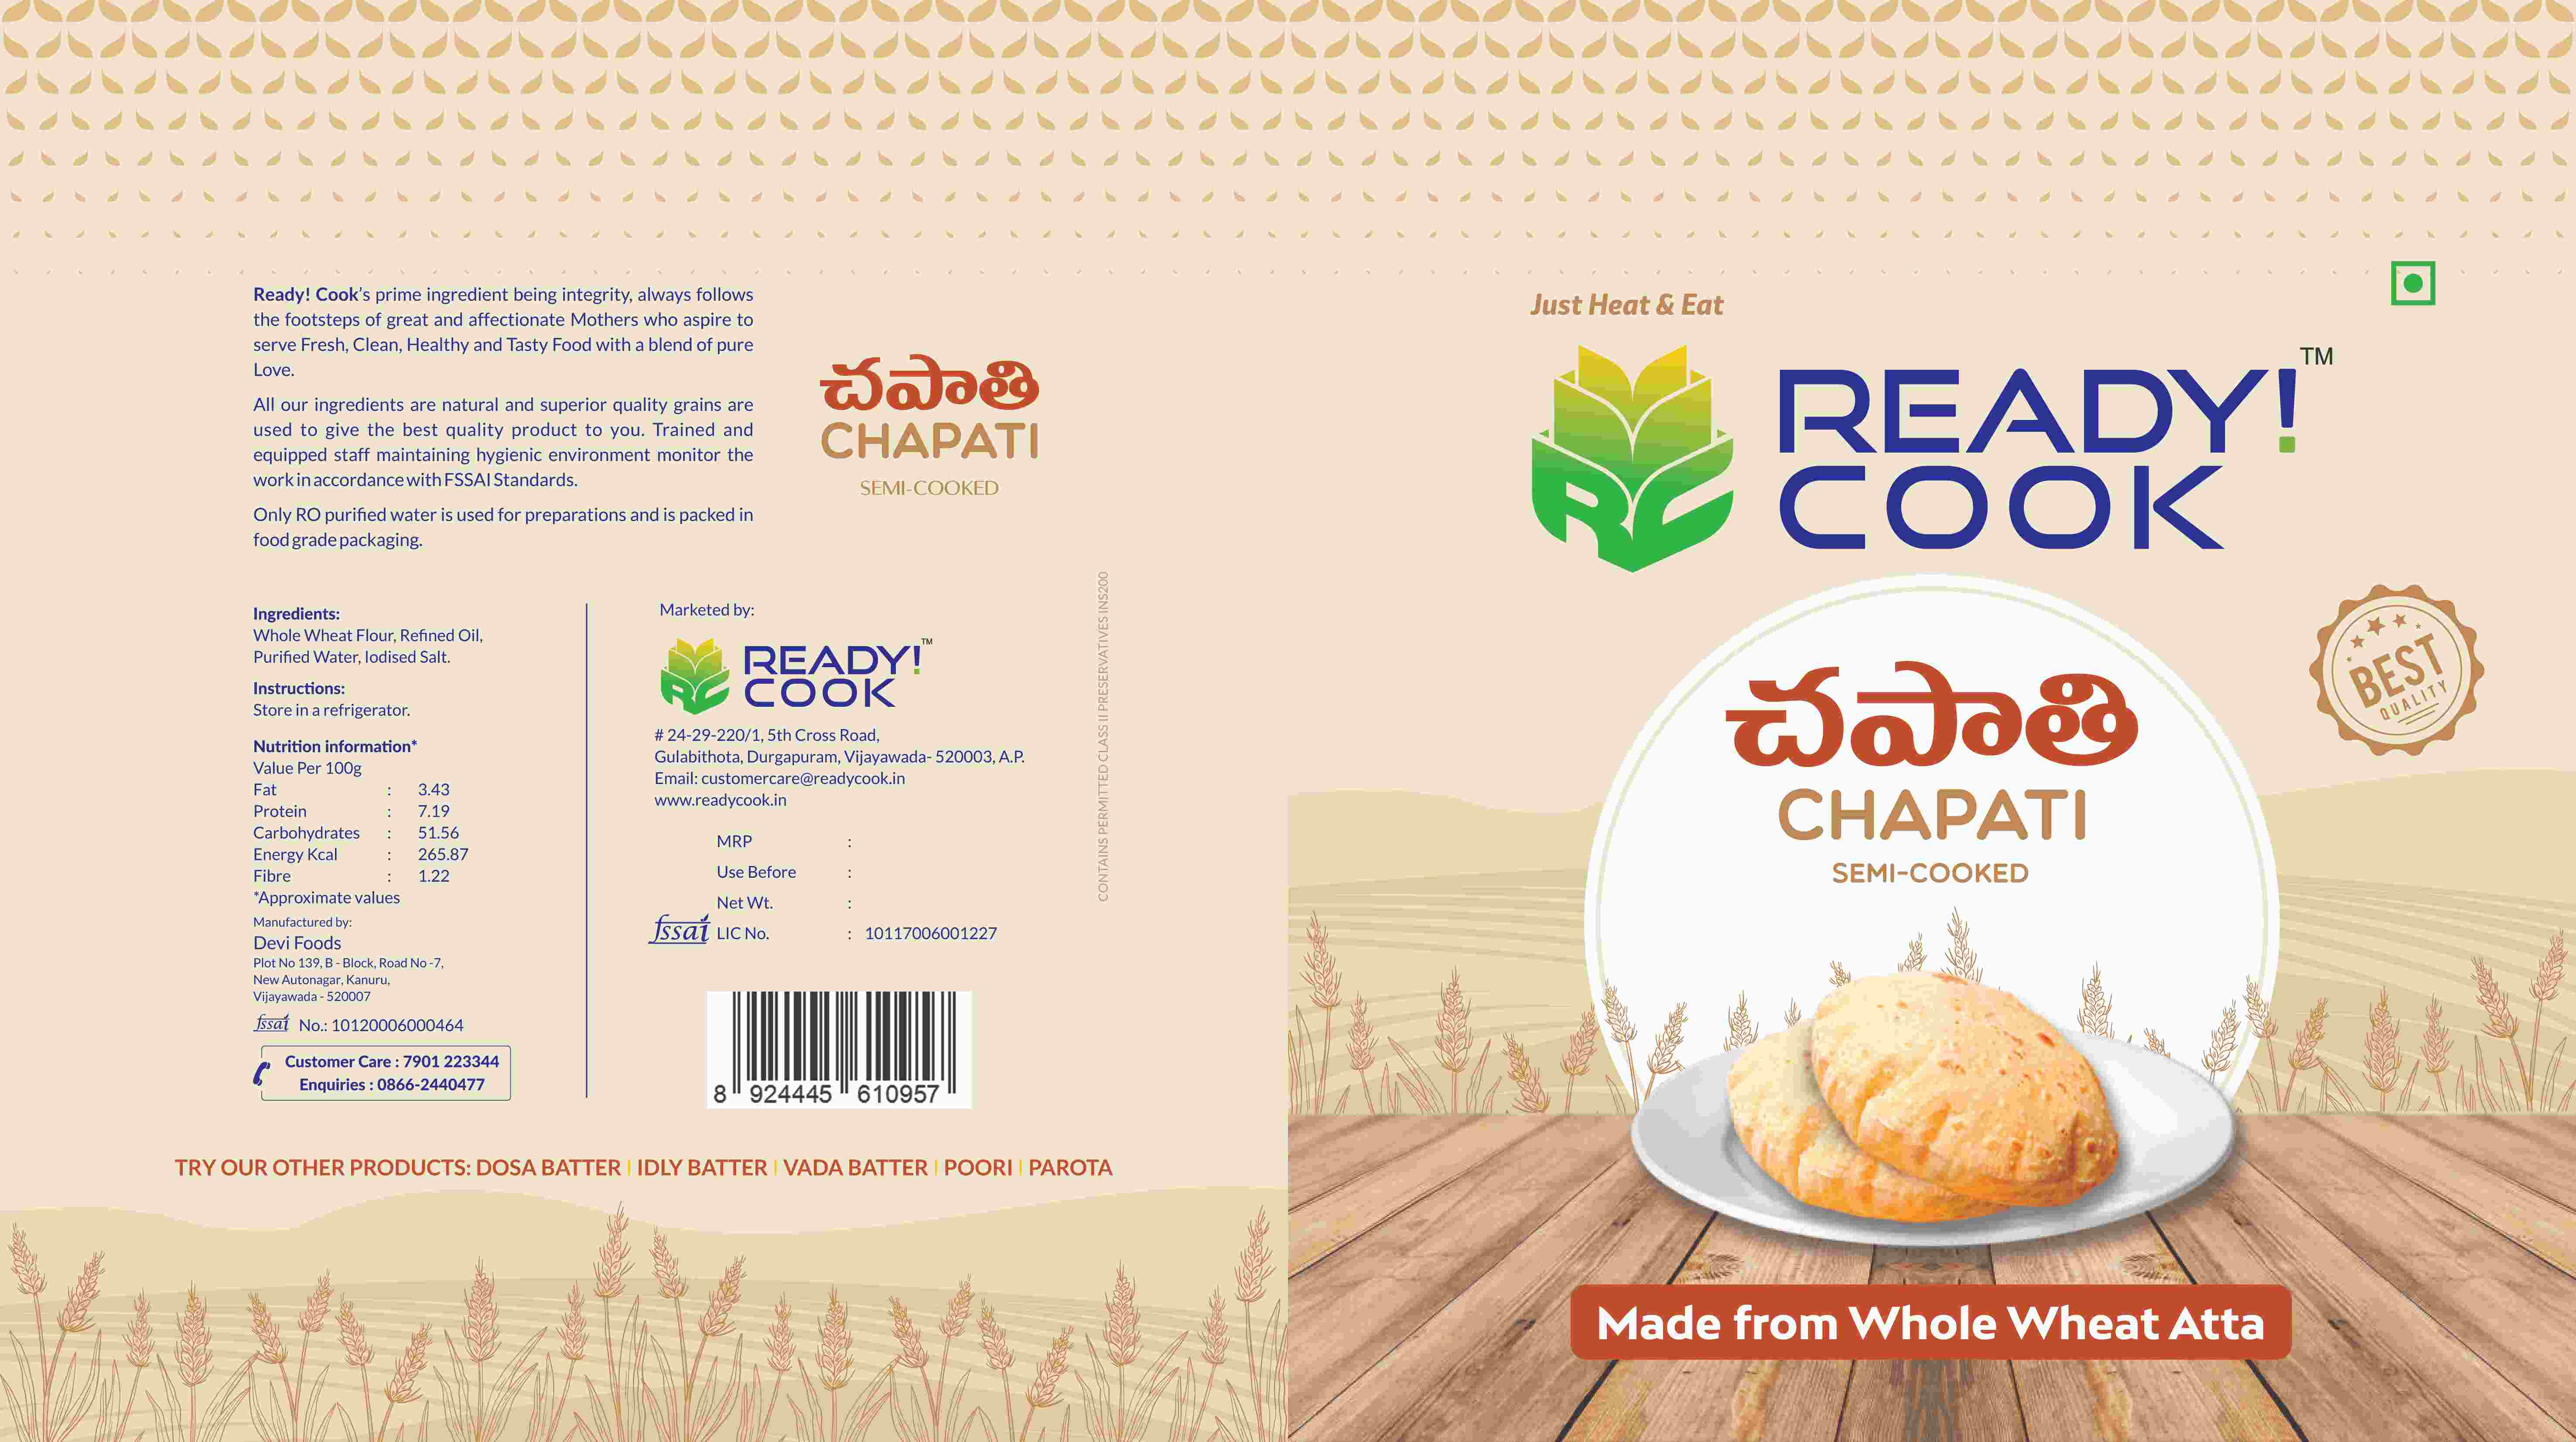 Ready! Cook's prime ingredient being integrity, always follows
the footsteps of great and affectionate Mothers who aspire to
serve Fresh, Clean, Healthy and Tasty Food with a blend of pure
Love.
All our ingredients are natural and superior quality grains are
used to give the best quality product to you. Trained and
equipped staff maintaining hygienic environment monitor the
work in accordance with FSSAI Standards.
Only RO purified water is used for preparations and is packed in
food grade packaging.
చపాతి
CHAPATI
SEMI-COOKED
Ingredients:
Whole Wheat Flour, Refined Oil,
Purified Water, Iodised Salt.
Instructions:
Store in a refrigerator.
Nutrition information*
Value Per 100g
Fat : 3.43
Protein : 7.19
Carbohydrates : 51.56
Energy Kcal : 265.87
Fibre : 1.22
*Approximate values
Manufactured by:
Devi Foods
Plot No 139, B - Block, Road No -7,
New Autonagar, Kanuru,
Vijayawada - 520007
fssai No.: 10120006000464
Customer Care : 7901 223344
Enquiries : 0866-2440477
Marketed by:
RC
READY! TM
COOK
# 24-29-220/1, 5th Cross Road,
Gulabithota, Durgapuram, Vijayawada- 520003, A.P.
Email: customercare@readycook.in
www.readycook.in
MRP :
Use Before :
Net Wt. :
fssai LIC No. : 10117006001227
8 924445 610957
CONTAINS PERMITTED CLASS II PRESERVATIVES INS200
TRY OUR OTHER PRODUCTS: DOSA BATTER | IDLY BATTER | VADA BATTER | POORI | PAROTA
Just Heat & Eat
RC
READY! TM
COOK
BEST
QUALITY
చపాతి
CHAPATI
SEMI-COOKED
Made from Whole Wheat Atta